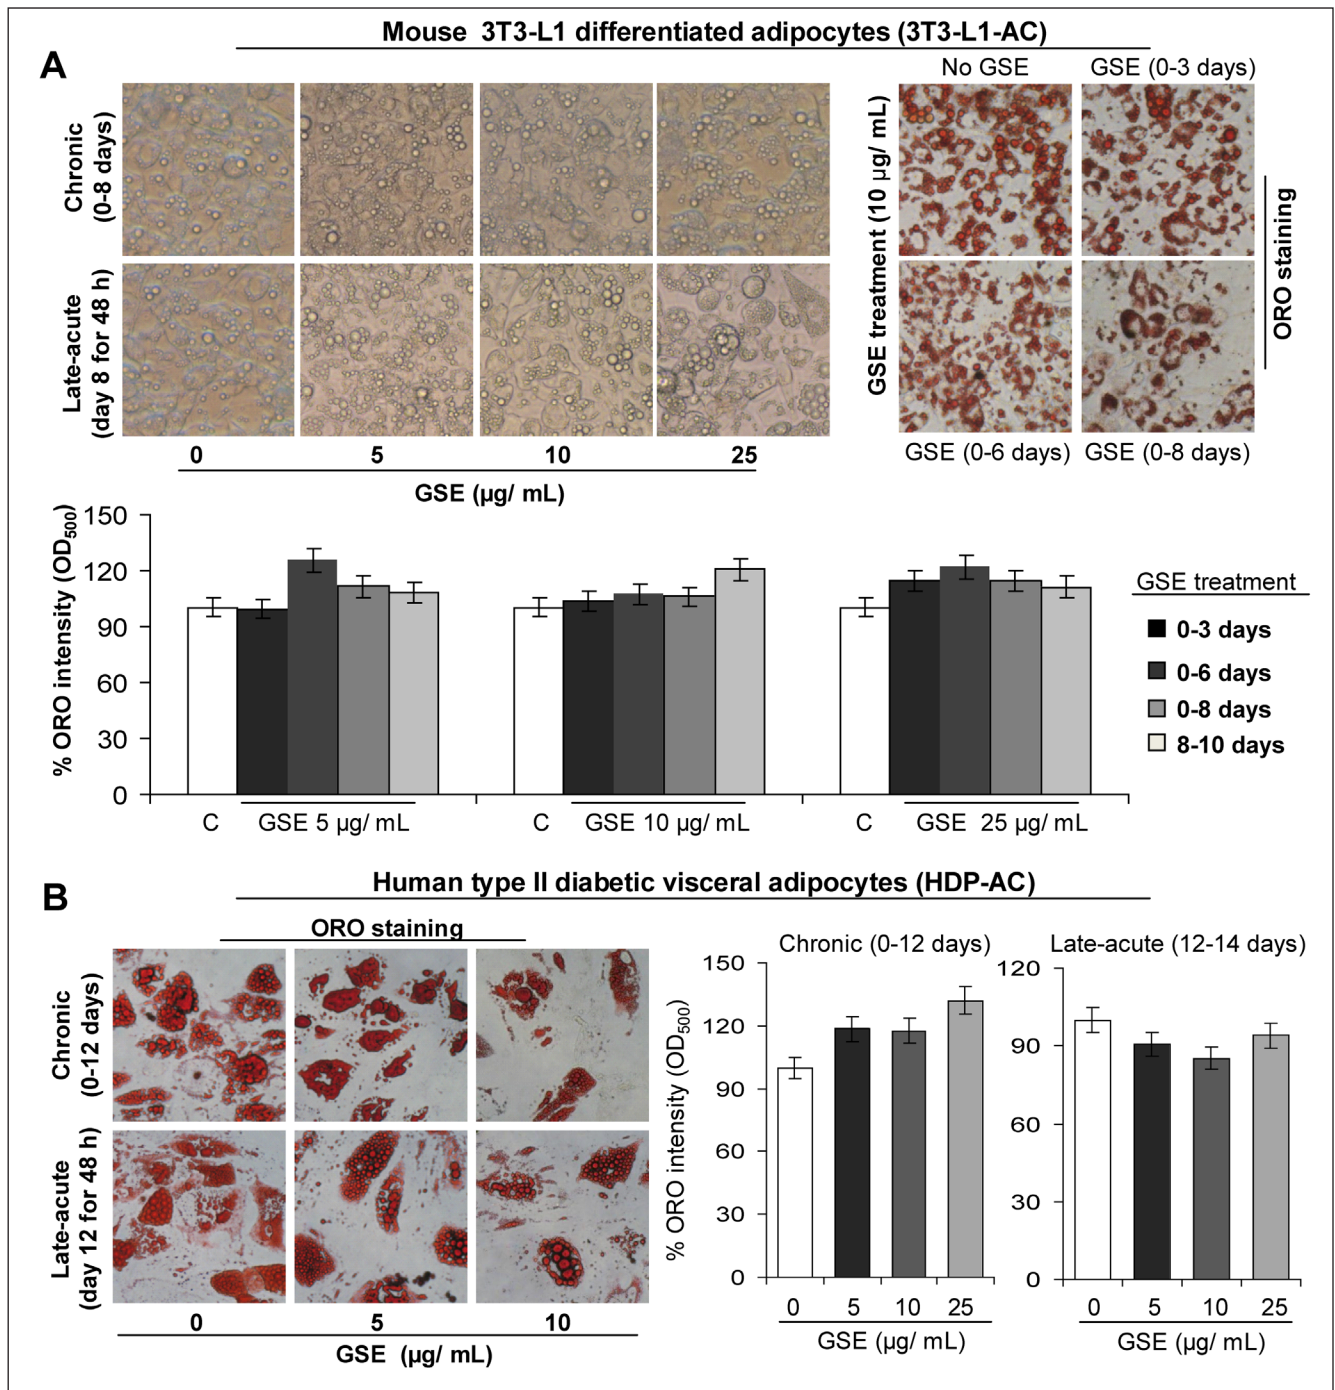 Mouse 3T3-L1 differentiated adipocytes (3T3-L1-AC)
A
Chronic
(0-8 days)
Late-acute
(day 8 for 48 h)
0 5 10 25
GSE (µg/ mL)
No GSE GSE (0-3 days)
GSE treatment (10 µg/ mL)
ORO staining
GSE (0-6 days) GSE (0-8 days)
% ORO intensity (OD500)
150
120
90
60
30
0
C GSE 5 µg/ mL C GSE 10 µg/ mL C GSE 25 µg/ mL
GSE treatment
0-3 days
0-6 days
0-8 days
8-10 days
B
Human type II diabetic visceral adipocytes (HDP-AC)
ORO staining
Chronic
(0-12 days)
Late-acute
(day 12 for 48 h)
0 5 10
GSE (µg/ mL)
Chronic (0-12 days)
% ORO intensity (OD500)
150
120
90
60
30
0
0 5 10 25
GSE (µg/ mL)
Late-acute (12-14 days)
120
90
60
30
0
0 5 10 25
GSE (µg/ mL)